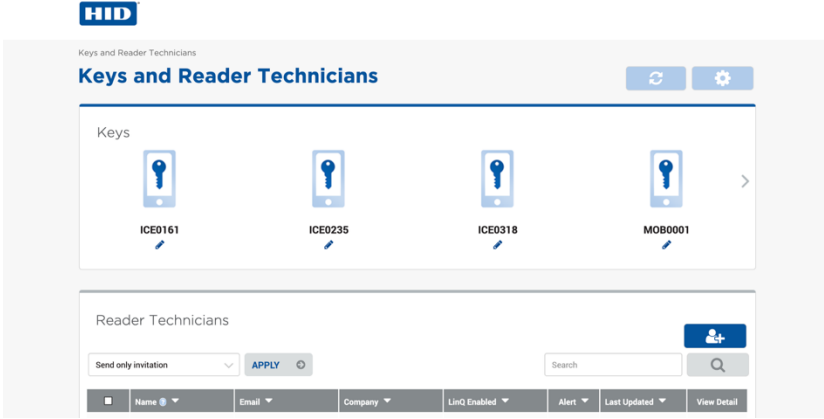 HID
Keys and Reader Technicians
Keys and Reader Technicians
Keys
ICE0161 ICE0235 ICE0318 MOB0001
Reader Technicians
Send only invitation APPLY Search
Name Email Company LinQ Enabled Alert Last Updated View Detail